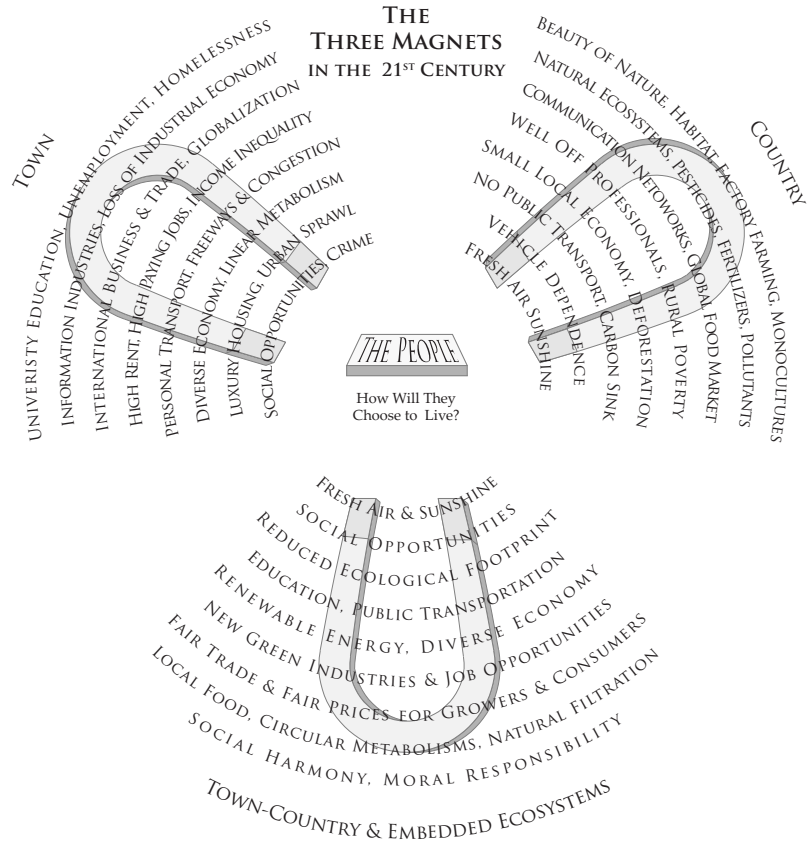 THE
THREE MAGNETS
IN THE 21ST CENTURY
TOWN
UNIVERISTY EDUCATION, UNEMPLOYMENT, HOMELESSNESS
INFORMATION INDUSTRIES, LOSS OF INDUSTRIAL ECONOMY
INTERNATIONAL BUSINESS & TRADE, GLOBALIZATION
HIGH RENT, HIGH PAYING JOBS, INCOME INEQUALITY
PERSONAL TRANSPORT, FREEWAYS & CONGESTION
DIVERSE ECONOMY, LINEAR METABOLISM
LUXURY HOUSING, URBAN SPRAWL
SOCIAL OPPORTUNITIES, CRIME
COUNTRY
BEAUTY OF NATURE, HABITAT, FACTORY FARMING, MONOCULTURES
NATURAL ECOSYSTEMS, PESTICIDES, FERTILIZERS, POLLUTANTS
COMMUNICATION NETOWORKS, GLOBAL FOOD MARKET
WELL OFF PROFESSIONALS, RURAL POVERTY
SMALL LOCAL ECONOMY, DEFORESTATION
NO PUBLIC TRANSPORT, CARBON SINK
VEHICLE DEPENDENCE
FRESH AIR SUNSHINE
THE PEOPLE
How Will They
Choose to Live?
FRESH AIR & SUNSHINE
SOCIAL OPPORTUNITIES
REDUCED ECOLOGICAL FOOTPRINT
EDUCATION, PUBLIC TRANSPORTATION
RENEWABLE ENERGY, DIVERSE ECONOMY
NEW GREEN INDUSTRIES & JOB OPPORTUNITIES
FAIR TRADE & FAIR PRICES FOR GROWERS & CONSUMERS
LOCAL FOOD, CIRCULAR METABOLISMS, NATURAL FILTRATION
SOCIAL HARMONY, MORAL RESPONSIBILITY
TOWN-COUNTRY & EMBEDDED ECOSYSTEMS